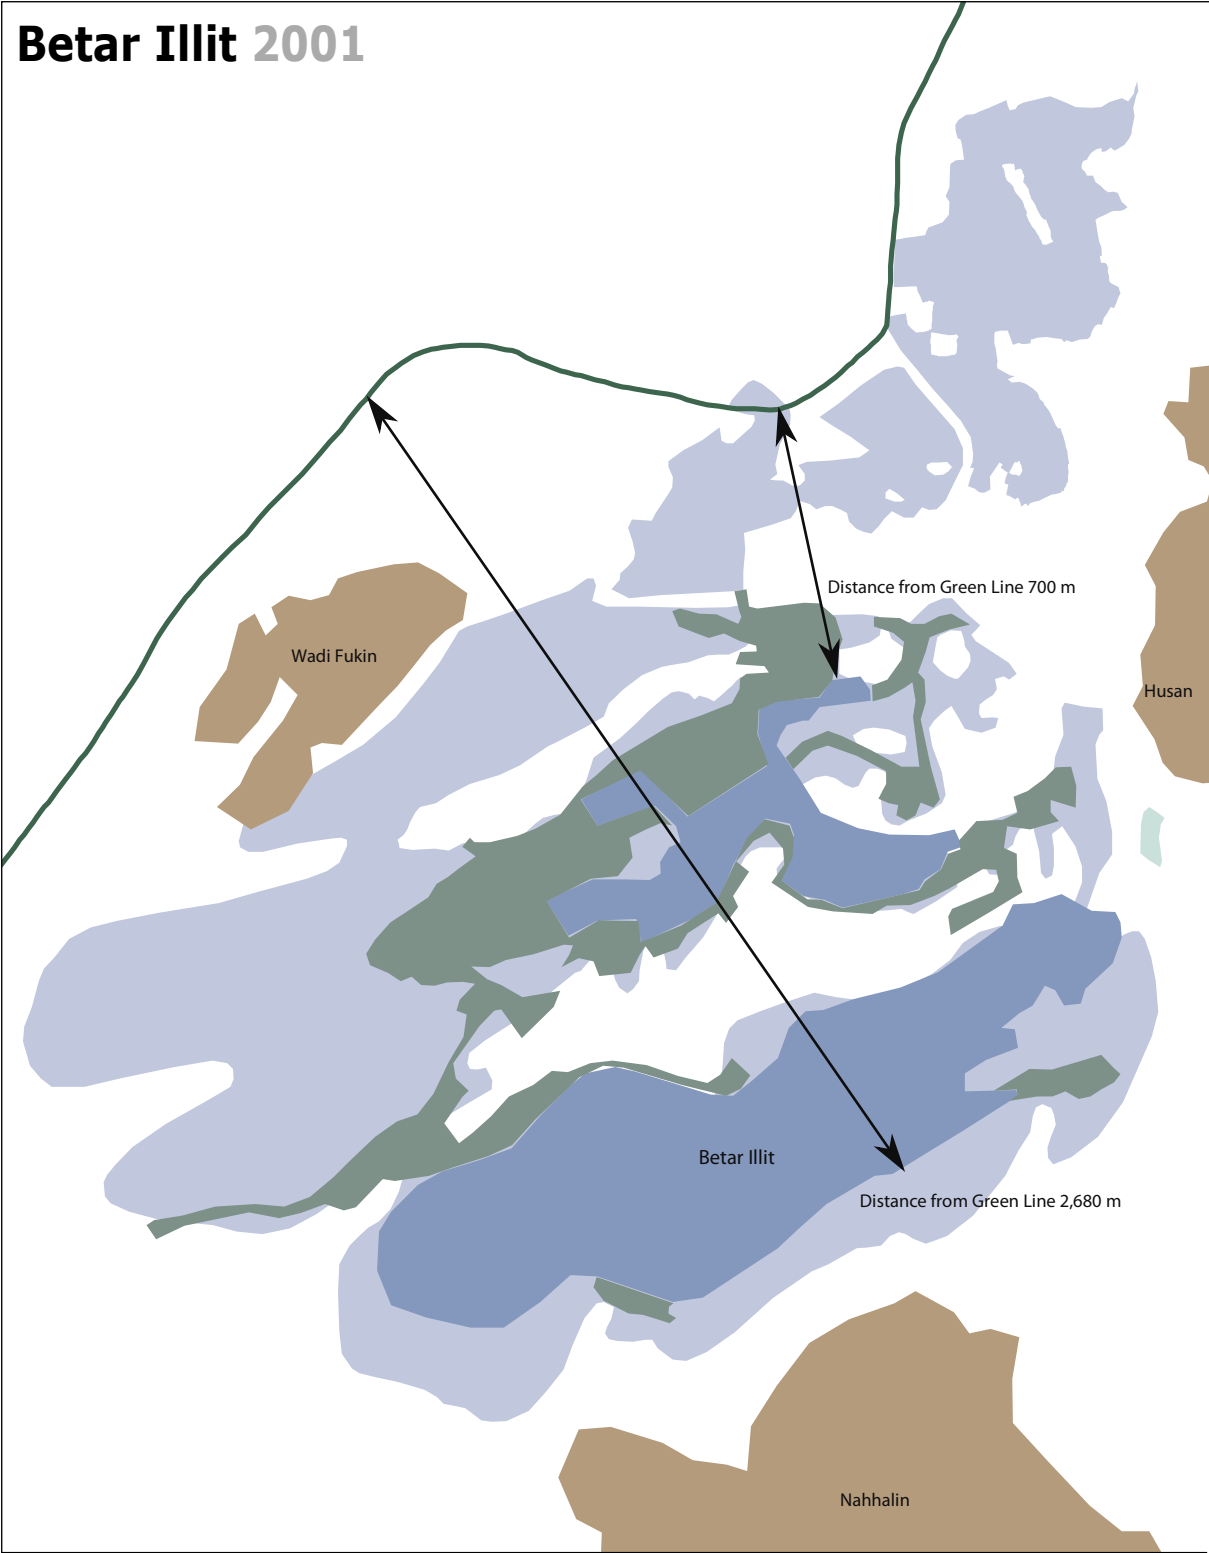 Betar Illit 2001
Distance from Green Line 700 m
Wadi Fukin
Husan
Betar Illit
Distance from Green Line 2,680 m
Nahhalin